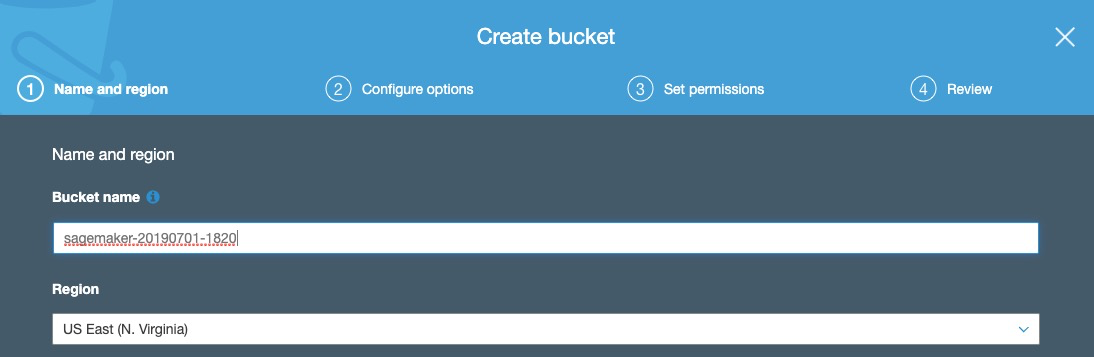 Create bucket
1 Name and region 2 Configure options 3 Set permissions 4 Review
Name and region
Bucket name
sagemaker-20190701-1820
Region
US East (N. Virginia)